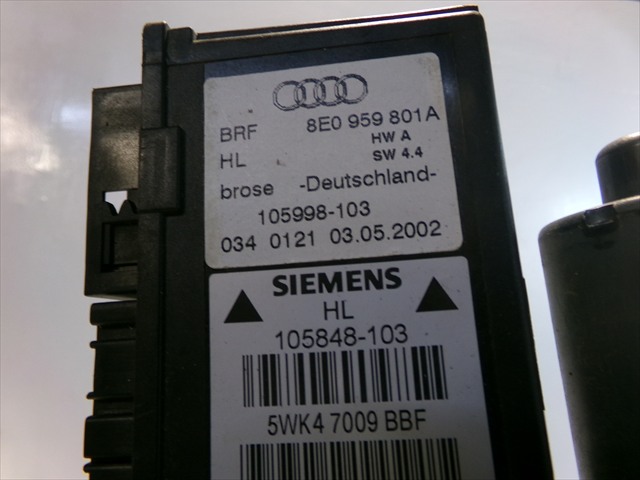 BRF 8E0 959 801A
HL HW A
SW 4.4
brose -Deutschland-
105998-103
034 0121 03.05.2002
SIEMENS
HL
105848-103
5WK4 7009 BBF